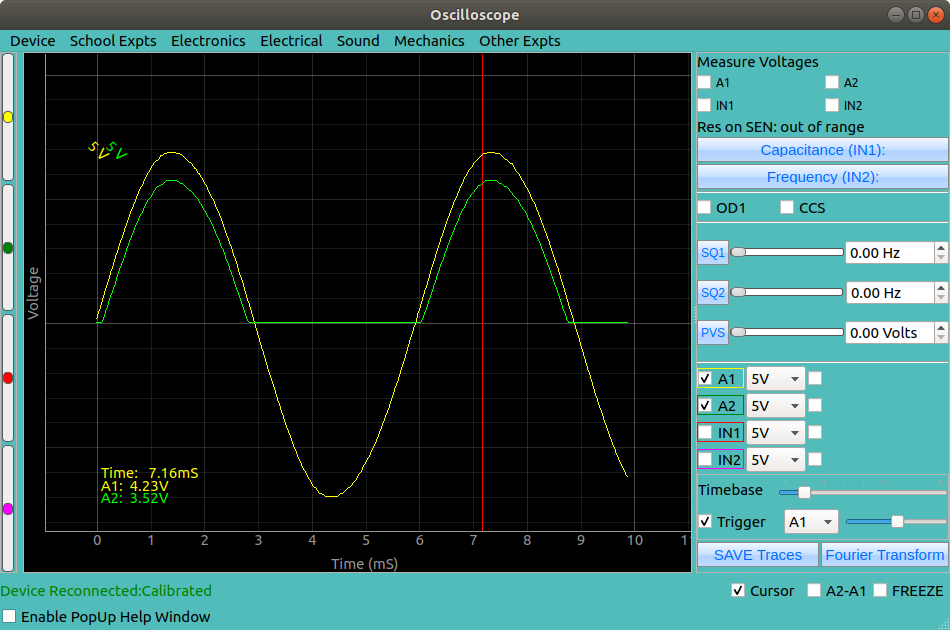 Oscilloscope
Device School Expts Electronics Electrical Sound Mechanics Other Expts
Measure Voltages
A1 A2
IN1 IN2
Res on SEN: out of range
Capacitance (IN1):
Frequency (IN2):
OD1 CCS
SQ1 0.00 Hz
SQ2 0.00 Hz
PVS 0.00 Volts
A1 5V
A2 5V
IN1 5V
IN2 5V
Timebase
Trigger A1
SAVE Traces Fourier Transform
5 V 5 V
Voltage
Time: 7.16mS
A1: 4.23V
A2: 3.52V
0 1 2 3 4 5 6 7 8 9 10
Time (mS)
Device Reconnected:Calibrated
Cursor A2-A1 FREEZE
Enable PopUp Help Window